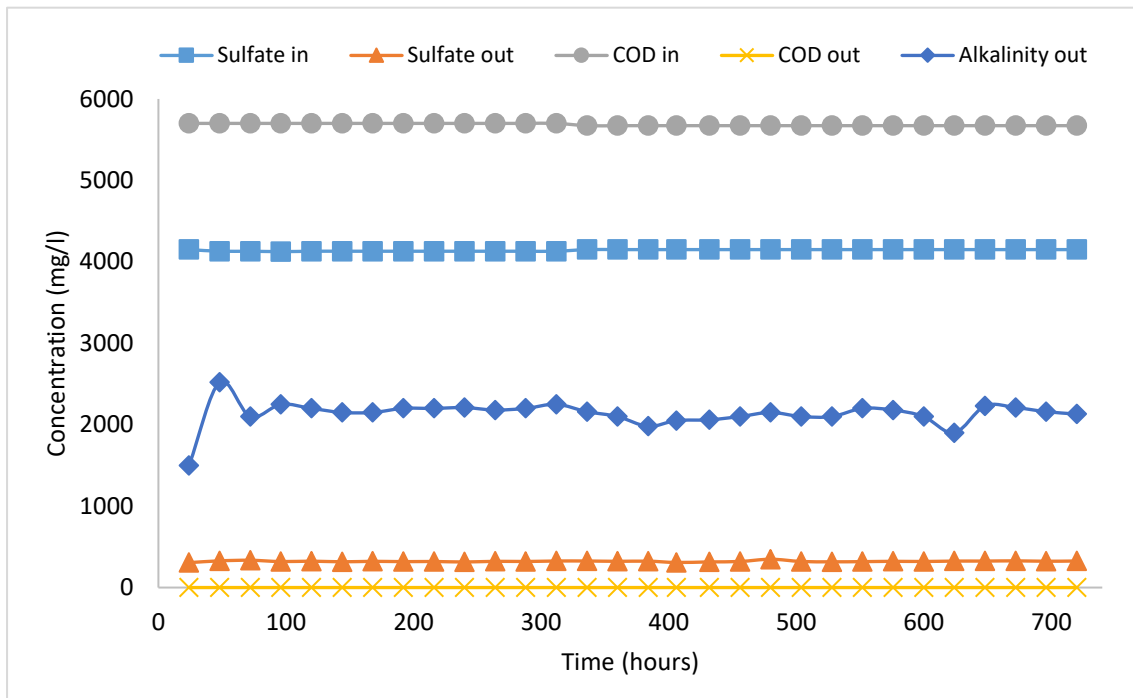 Sulfate in Sulfate out COD in COD out Alkalinity out
6000
5000
4000
3000
2000
1000
0
Concentration (mg/l)
0 100 200 300 400 500 600 700
Time (hours)